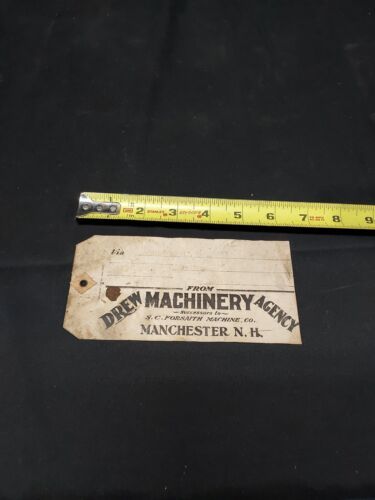 2 3 4 5 6 7 8 9
Via
FROM
DREW MACHINERY AGENCY
Successors to
S. C. FORSAITH MACHINE, CO.
MANCHESTER N. H.